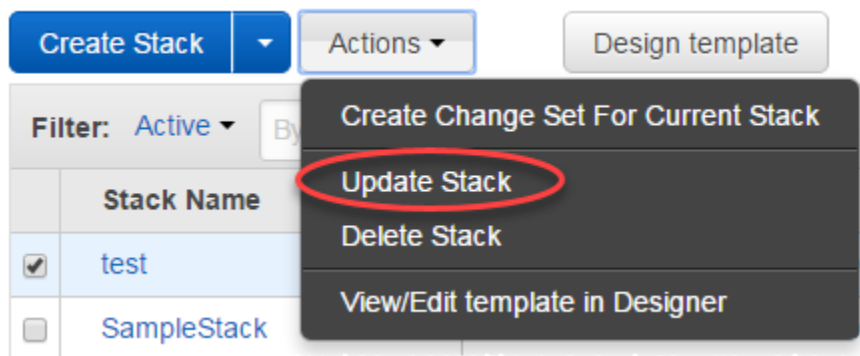 Create Stack Actions Design template
Filter: Active By
Create Change Set For Current Stack
Update Stack
Stack Name
Delete Stack
test
View/Edit template in Designer
SampleStack